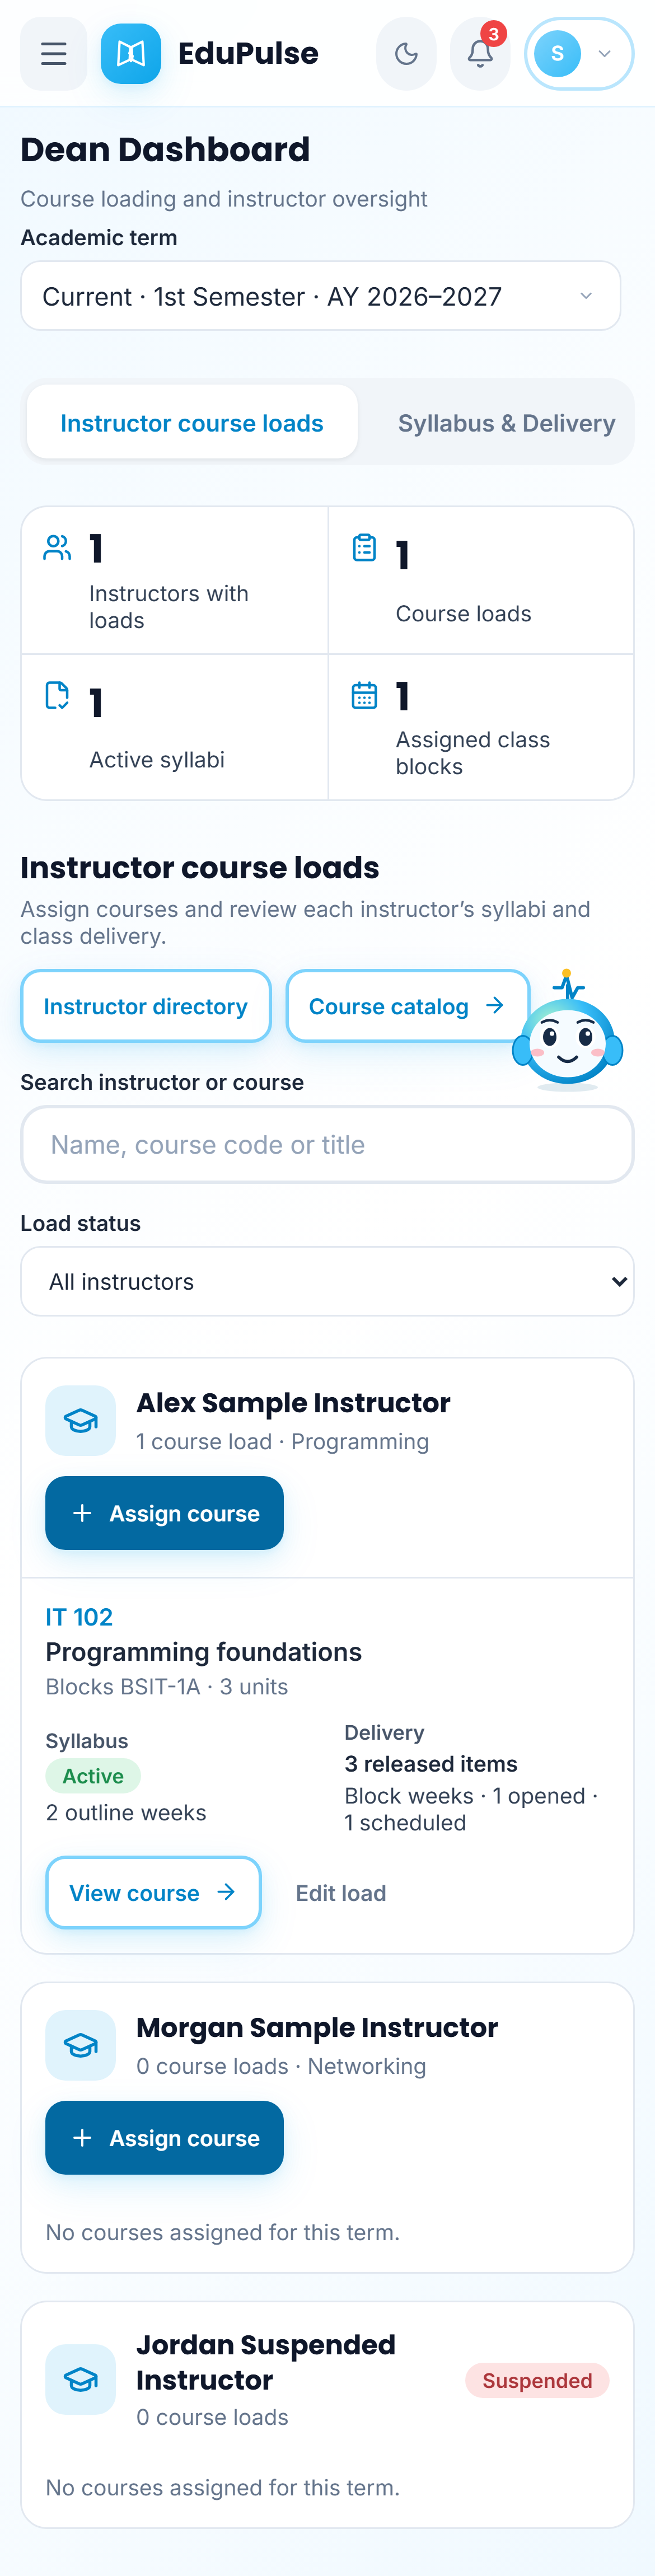 EduPulse
3
S
Dean Dashboard
Course loading and instructor oversight
Academic term
Current · 1st Semester · AY 2026–2027
Instructor course loads
Syllabus & Delivery
1
Instructors with
loads
1
Course loads
1
Active syllabi
1
Assigned class
blocks
Instructor course loads
Assign courses and review each instructor’s syllabi and
class delivery.
Instructor directory
Course catalog →
Search instructor or course
Name, course code or title
Load status
All instructors
Alex Sample Instructor
1 course load · Programming
+ Assign course
IT 102
Programming foundations
Blocks BSIT-1A · 3 units
Syllabus
Active
2 outline weeks
Delivery
3 released items
Block weeks · 1 opened ·
1 scheduled
View course →
Edit load
Morgan Sample Instructor
0 course loads · Networking
+ Assign course
No courses assigned for this term.
Jordan Suspended
Instructor
0 course loads
Suspended
No courses assigned for this term.